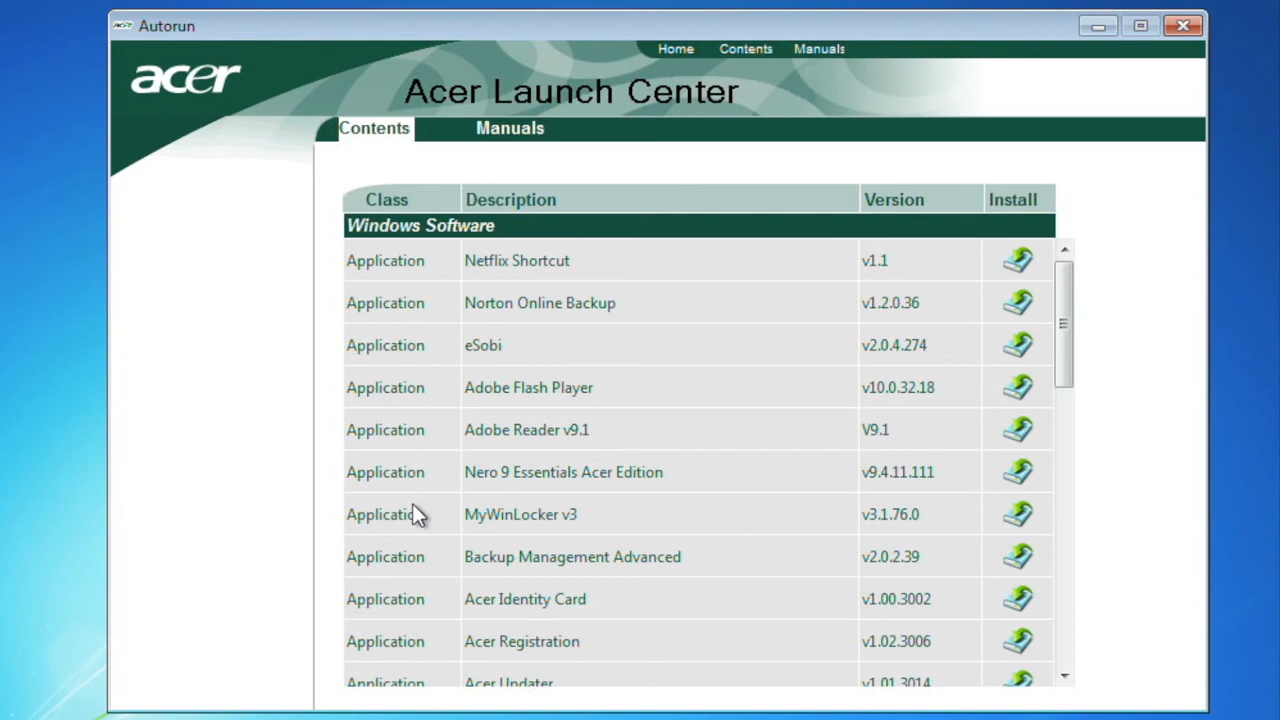 acer Autorun
Home Contents Manuals
acer
Acer Launch Center
Contents Manuals
Class Description Version Install
Windows Software
Application Netflix Shortcut v1.1
Application Norton Online Backup v1.2.0.36
Application eSobi v2.0.4.274
Application Adobe Flash Player v10.0.32.18
Application Adobe Reader v9.1 V9.1
Application Nero 9 Essentials Acer Edition v9.4.11.111
Application MyWinLocker v3 v3.1.76.0
Application Backup Management Advanced v2.0.2.39
Application Acer Identity Card v1.00.3002
Application Acer Registration v1.02.3006
Application Acer Updater v1.01.3014